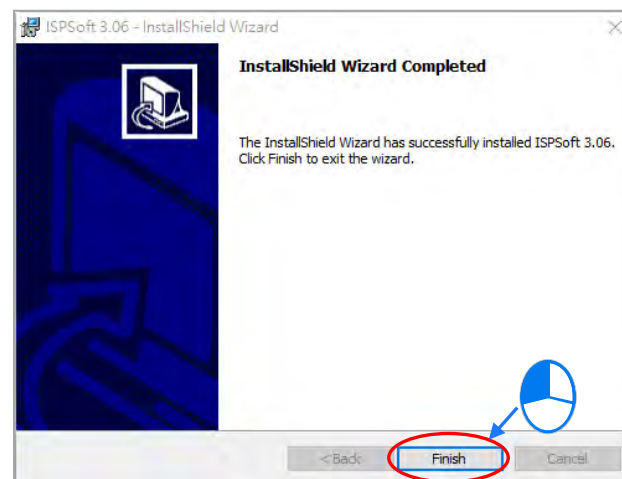 ISPSoft 3.06 - InstallShield Wizard
InstallShield Wizard Completed
The InstallShield Wizard has successfully installed ISPSoft 3.06.
Click Finish to exit the wizard.
< Back Finish Cancel